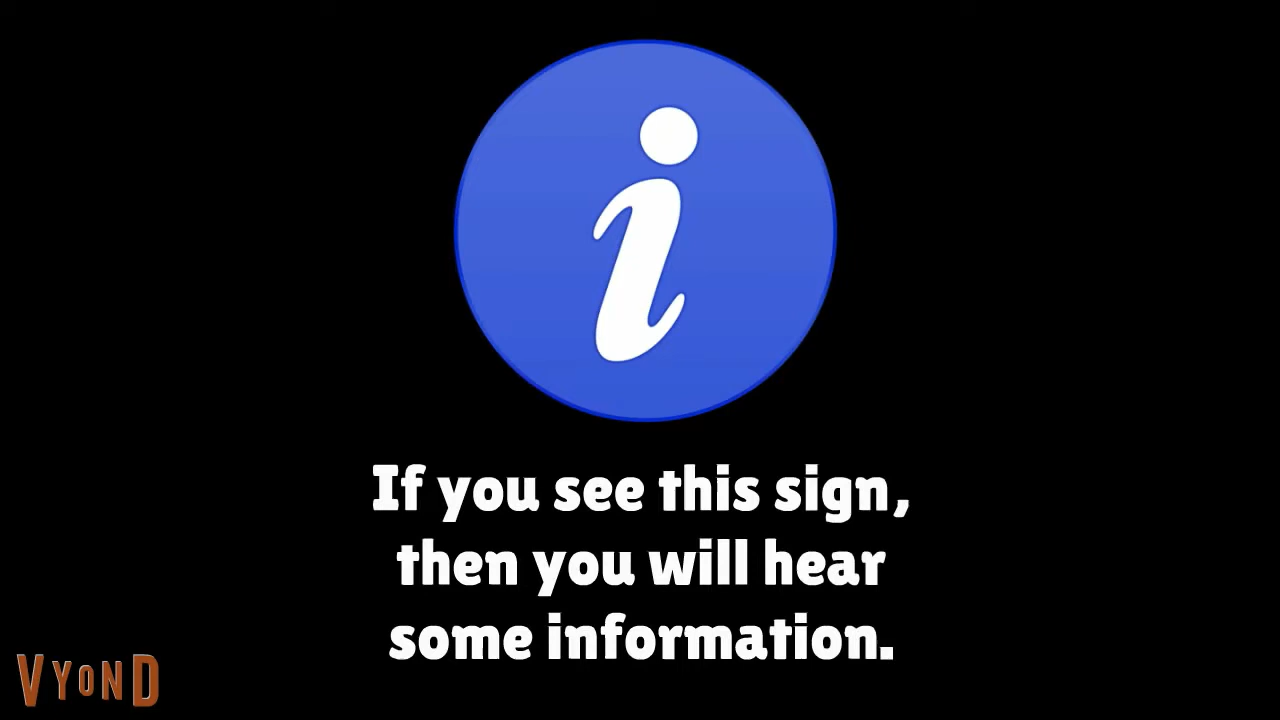 i
If you see this sign,
then you will hear
some information.
VYOND